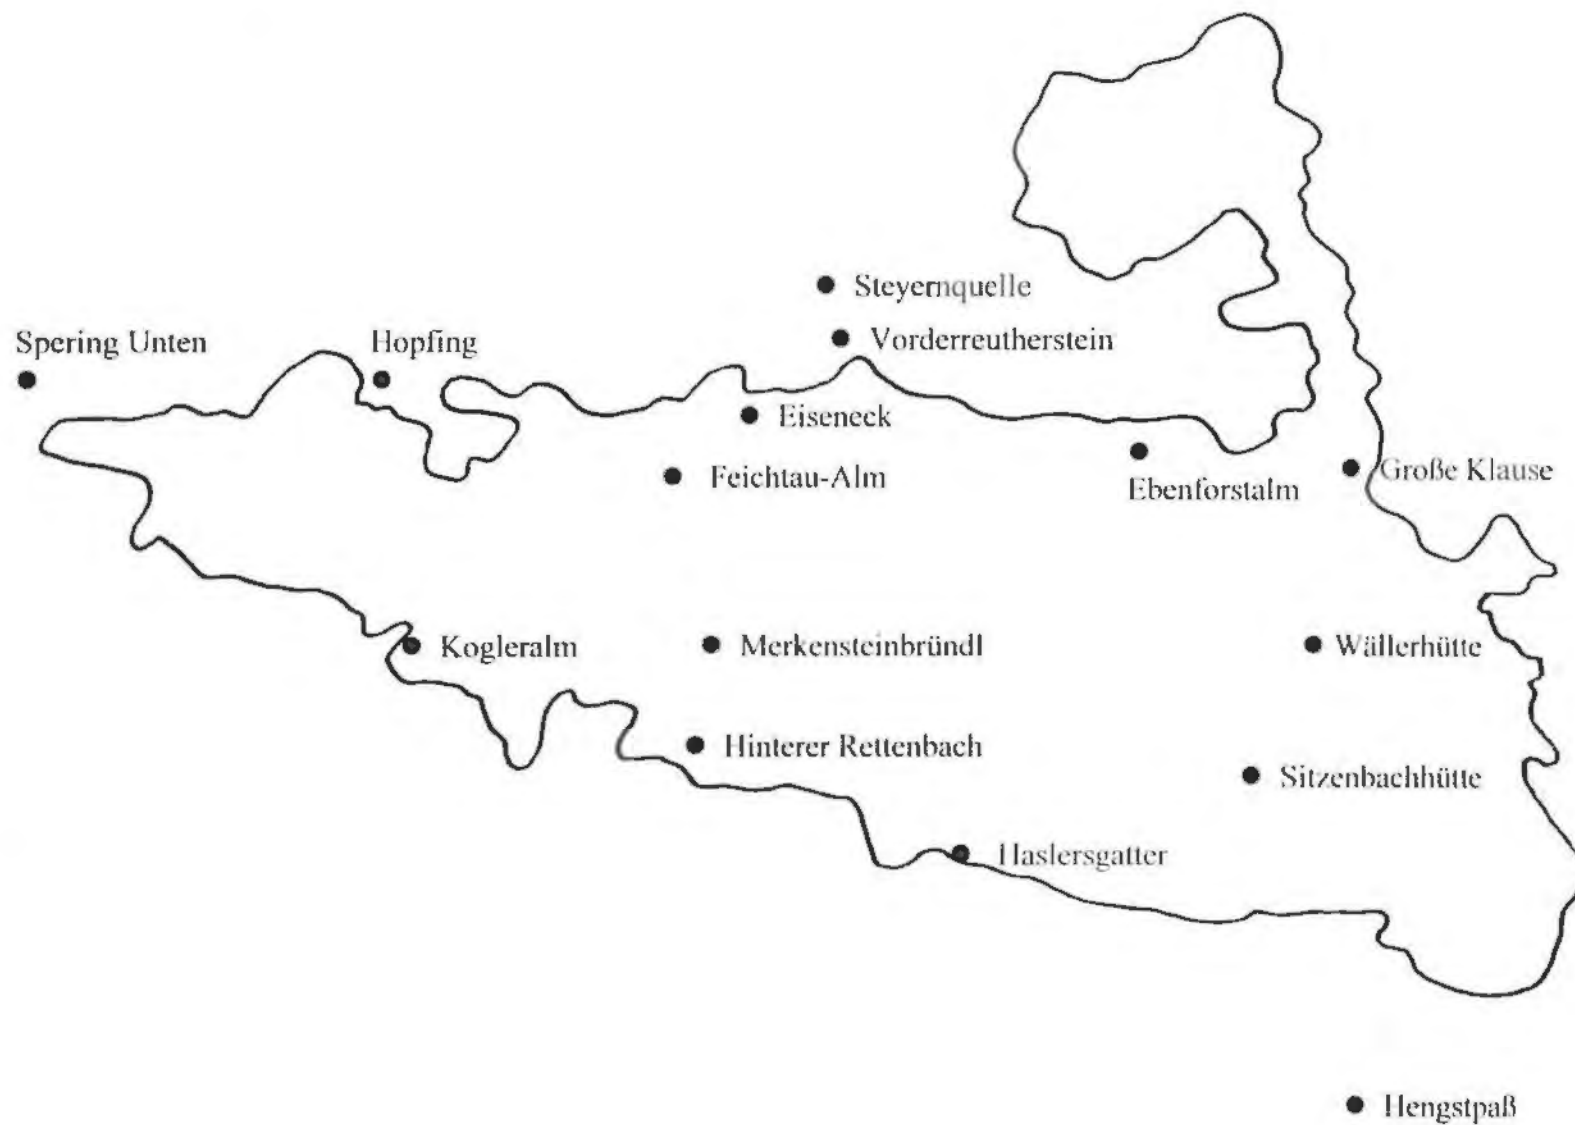 Steyernquelle
Spering Unten
Hopfing
Vorderreutherstein
Eiseneck
Feichtau-Alm
Ebenforstalm
Große Klause
Kogleralm
Merkensteinbründl
Wällerhütte
Hinterer Rettenbach
Sitzenbachhütte
Haslersgatter
Hengstpaß